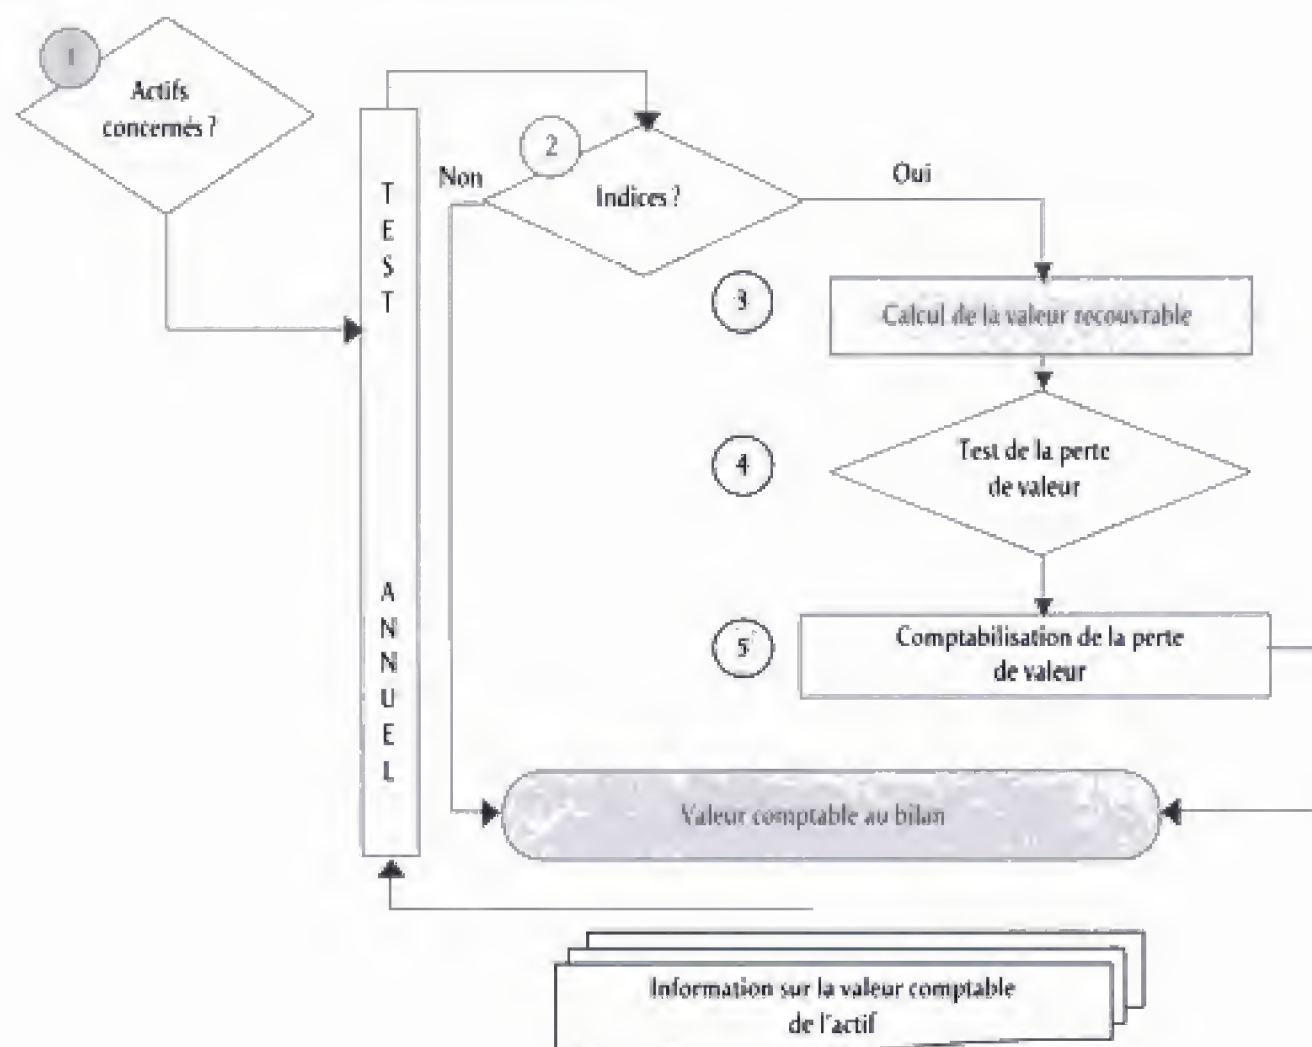 1
Actifs
concernés ?
TEST
ANNUEL
2
Indices ?
Non
Oui
3
Calcul de la valeur recouvrable
4
Test de la perte
de valeur
5
Comptabilisation de la perte
de valeur
Valeur comptable au bilan
Information sur la valeur comptable
de l'actif